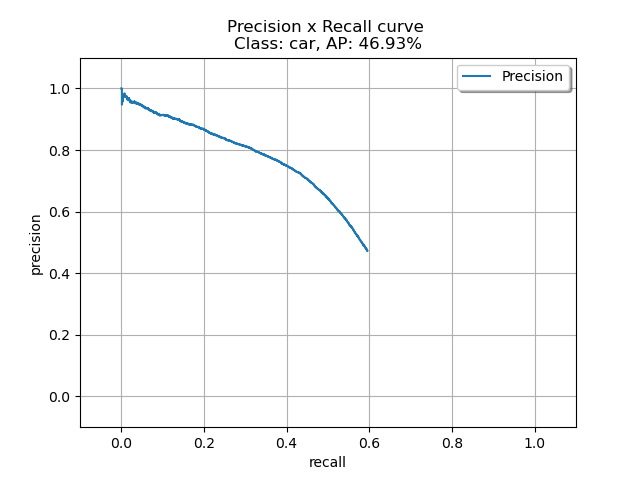 Precision x Recall curve
Class: car, AP: 46.93%
Precision
1.0
0.8
0.6
0.4
0.2
0.0
precision
0.0 0.2 0.4 0.6 0.8 1.0
recall